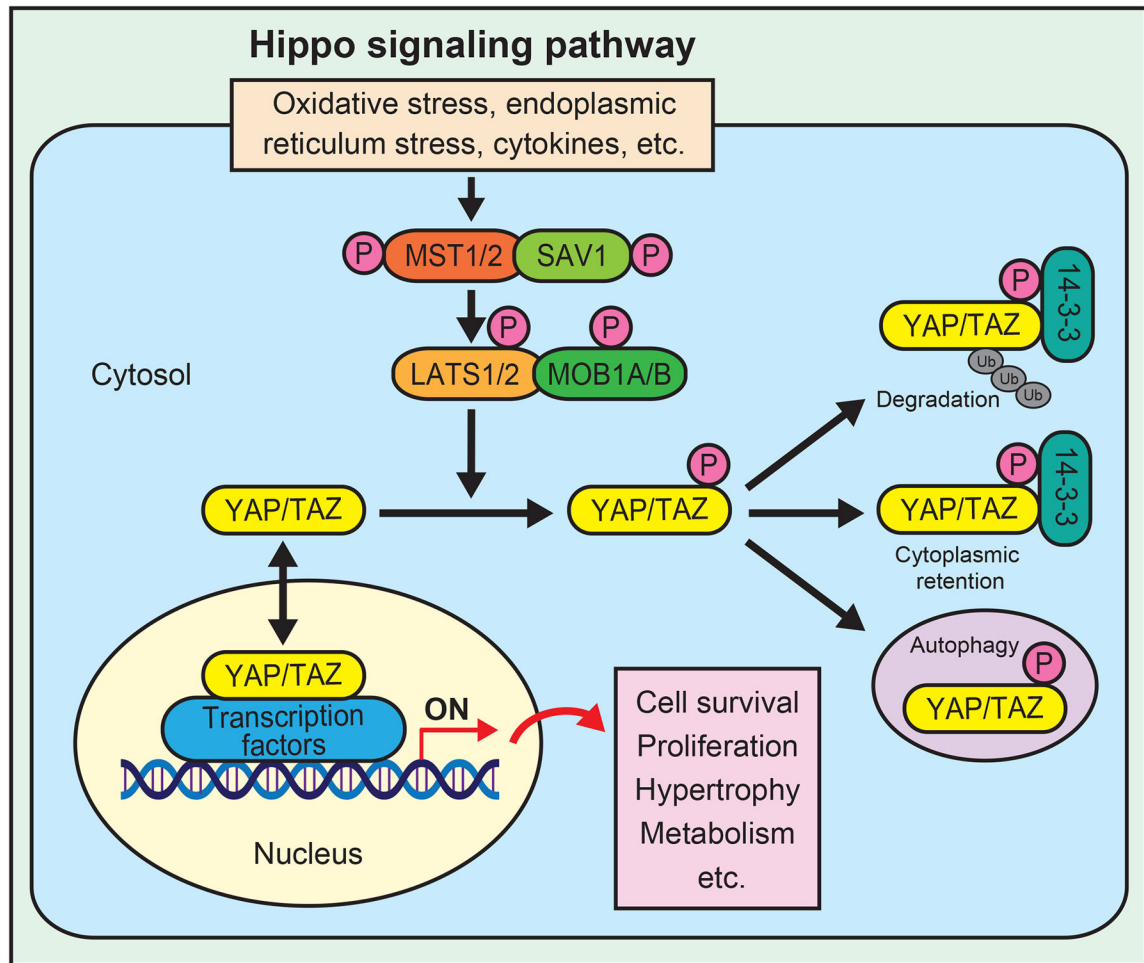 Hippo signaling pathway
Oxidative stress, endoplasmic
reticulum stress, cytokines, etc.
P
MST1/2
SAV1
P
P
P
LATS1/2
MOB1A/B
Cytosol
P
14-3-3
YAP/TAZ
Ub
Ub
Ub
Degradation
YAP/TAZ
P
YAP/TAZ
P
14-3-3
YAP/TAZ
Cytoplasmic
retention
Autophagy
P
YAP/TAZ
YAP/TAZ
Transcription
factors
ON
Nucleus
Cell survival
Proliferation
Hypertrophy
Metabolism
etc.